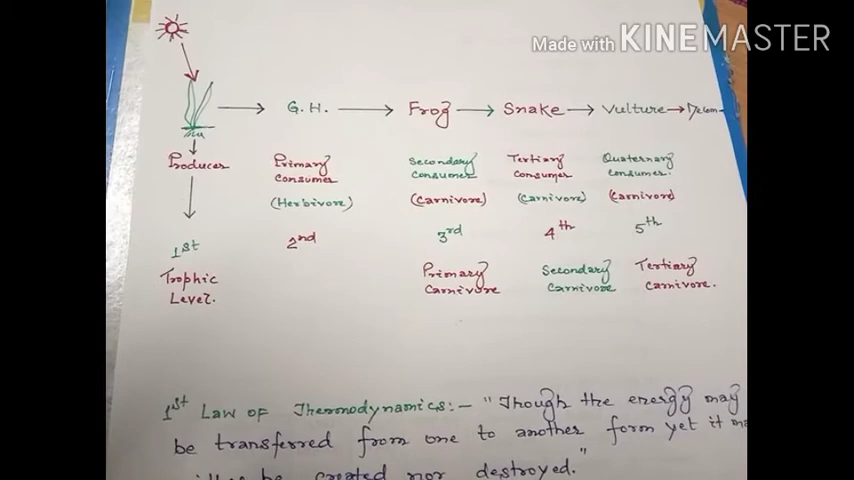 Made with KINEMASTER
G.H. Frog Snake Vulture
Producer Primary Secondary Tertiary Quaternary
consumer consumer consumer consumer.
(Herbivore) (Carnivore) (Carnivore) (Carnivore)
1st 2nd 3rd 4th 5th
Trophic Primary Secondary Tertiary
Level. Carnivore Carnivore Carnivore.
1st Law of Thermodynamics:- "Though the energy may
be transferred from one to another form yet it
be created nor destroyed."